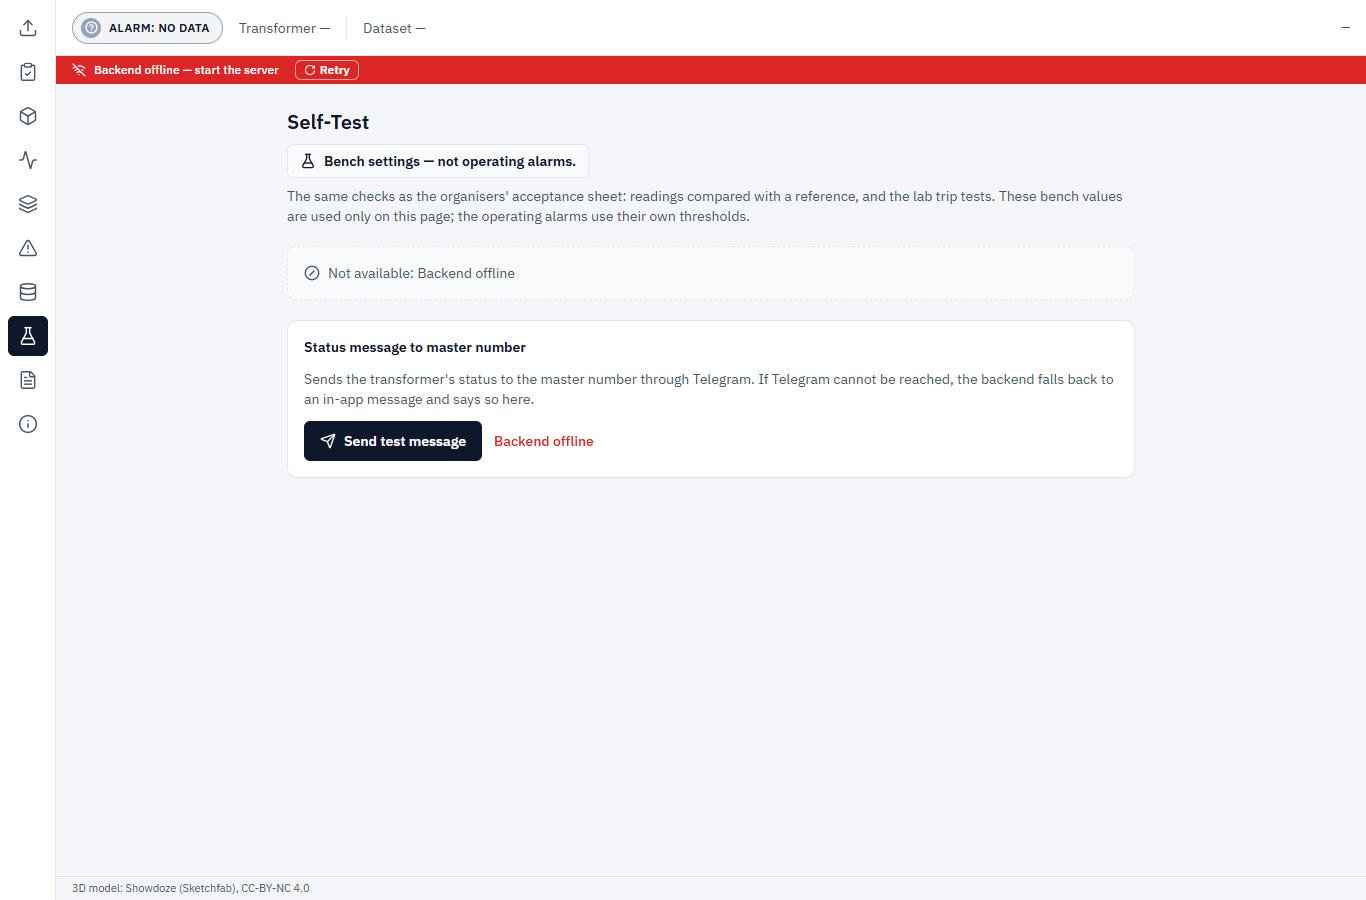 ALARM: NO DATA
Transformer —
Dataset —
—
Backend offline — start the server
Retry
Self-Test
Bench settings — not operating alarms.
The same checks as the organisers' acceptance sheet: readings compared with a reference, and the lab trip tests. These bench values
are used only on this page; the operating alarms use their own thresholds.
Not available: Backend offline
Status message to master number
Sends the transformer's status to the master number through Telegram. If Telegram cannot be reached, the backend falls back to
an in-app message and says so here.
Send test message
Backend offline
3D model: Showdoze (Sketchfab), CC-BY-NC 4.0